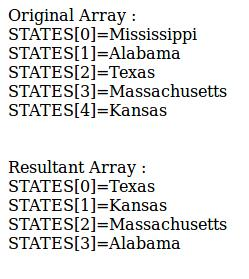 Original Array :
STATES[0]=Mississippi
STATES[1]=Alabama
STATES[2]=Texas
STATES[3]=Massachusetts
STATES[4]=Kansas
Resultant Array :
STATES[0]=Texas
STATES[1]=Kansas
STATES[2]=Massachusetts
STATES[3]=Alabama